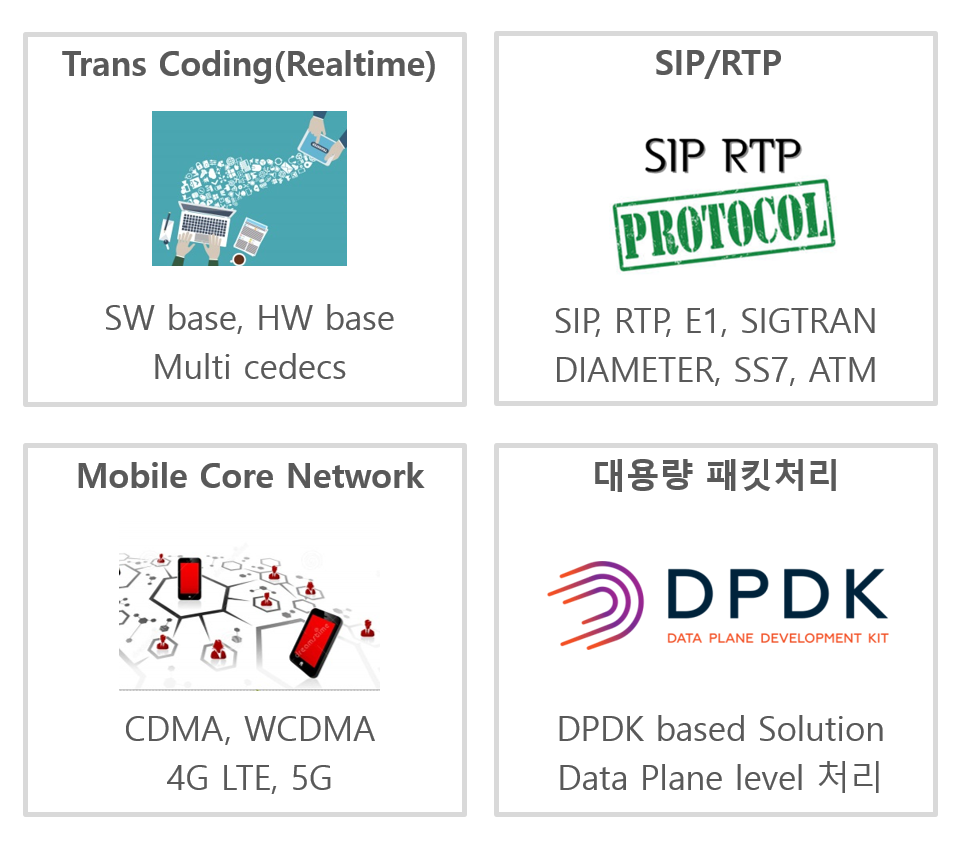 Trans Coding(Realtime)
SW base, HW base
Multi cedecs
SIP/RTP
SIP RTP
PROTOCOL
SIP, RTP, E1, SIGTRAN
DIAMETER, SS7, ATM
Mobile Core Network
CDMA, WCDMA
4G LTE, 5G
대용량 패킷처리
DPDK
DATA PLANE DEVELOPMENT KIT
DPDK based Solution
Data Plane level 처리